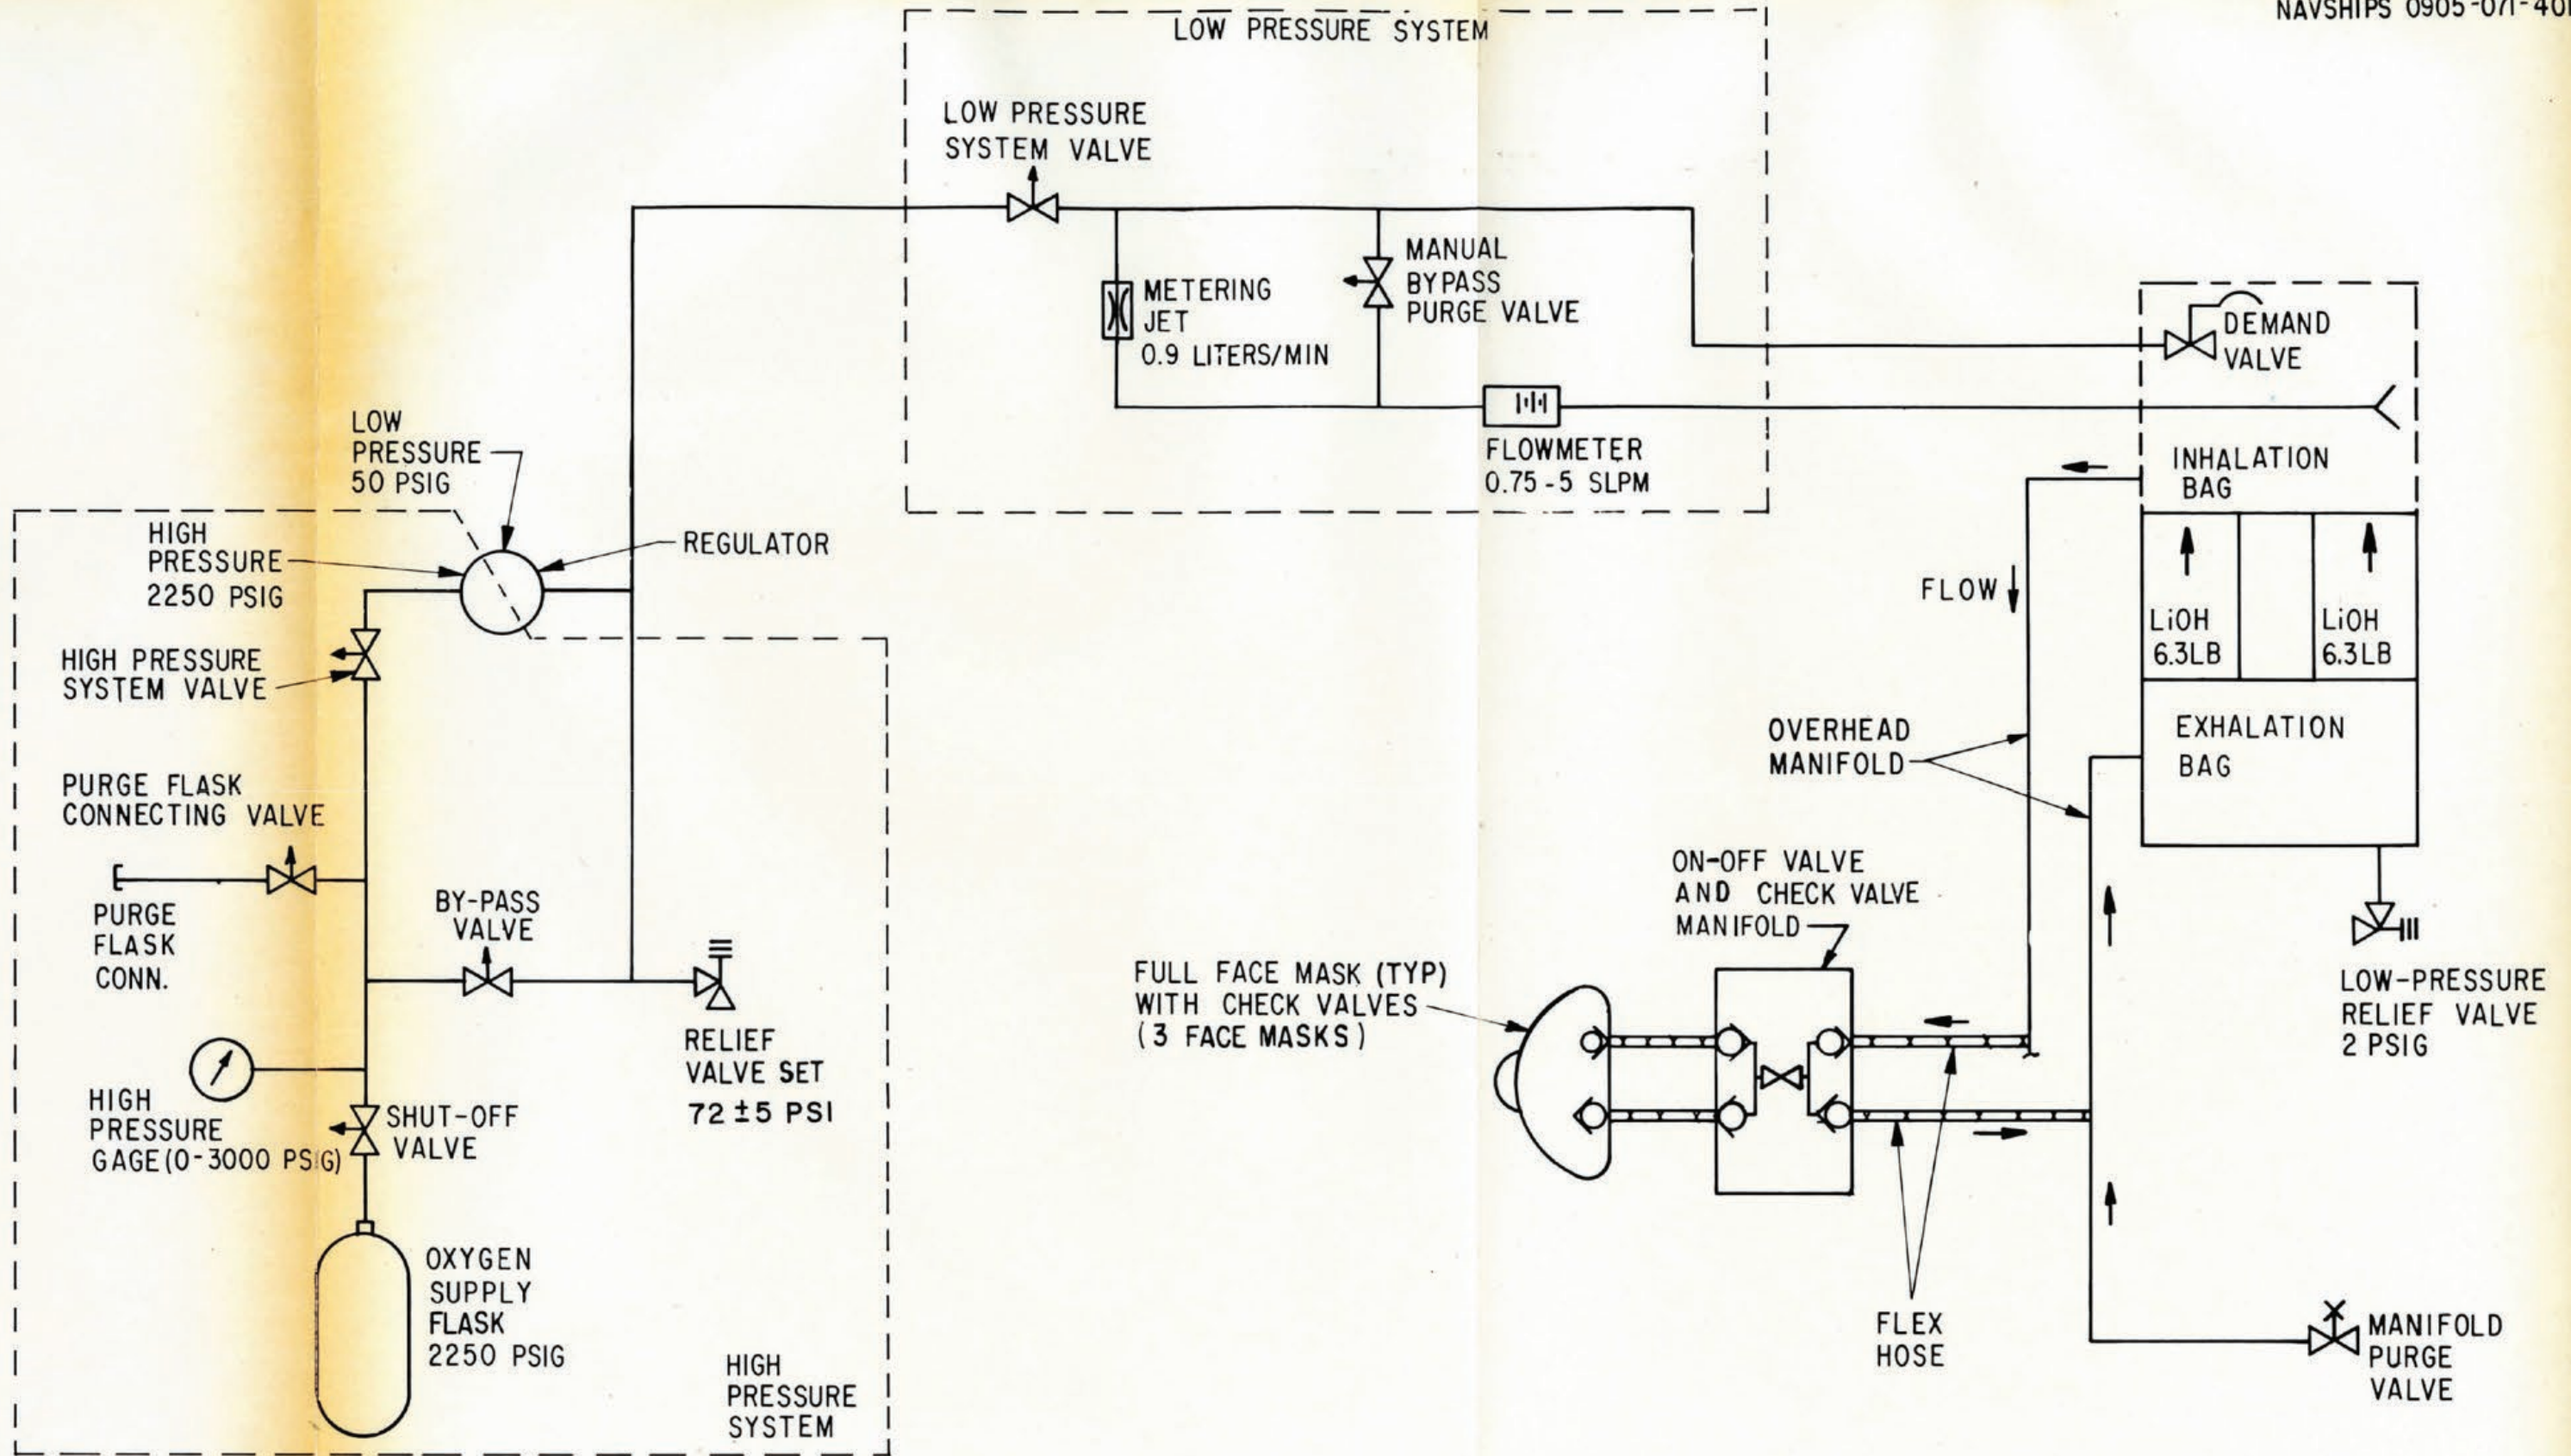 NAVSHIPS 0905-071-401
LOW PRESSURE SYSTEM
LOW PRESSURE
SYSTEM VALVE
MANUAL
BYPASS
PURGE VALVE
METERING
JET
0.9 LITERS/MIN
DEMAND
VALVE
FLOWMETER
0.75-5 SLPM
LOW
PRESSURE
50 PSIG
HIGH
PRESSURE
2250 PSIG
REGULATOR
HIGH PRESSURE
SYSTEM VALVE
PURGE FLASK
CONNECTING VALVE
PURGE
FLASK
CONN.
BY-PASS
VALVE
RELIEF
VALVE SET
72 ±5 PSI
HIGH
PRESSURE
GAGE (0-3000 PSIG)
SHUT-OFF
VALVE
OXYGEN
SUPPLY
FLASK
2250 PSIG
HIGH
PRESSURE
SYSTEM
INHALATION
BAG
FLOW
LiOH
6.3LB
LiOH
6.3LB
EXHALATION
BAG
OVERHEAD
MANIFOLD
ON-OFF VALVE
AND CHECK VALVE
MANIFOLD
FULL FACE MASK (TYP)
WITH CHECK VALVES
(3 FACE MASKS)
LOW-PRESSURE
RELIEF VALVE
2 PSIG
FLEX
HOSE
MANIFOLD
PURGE
VALVE